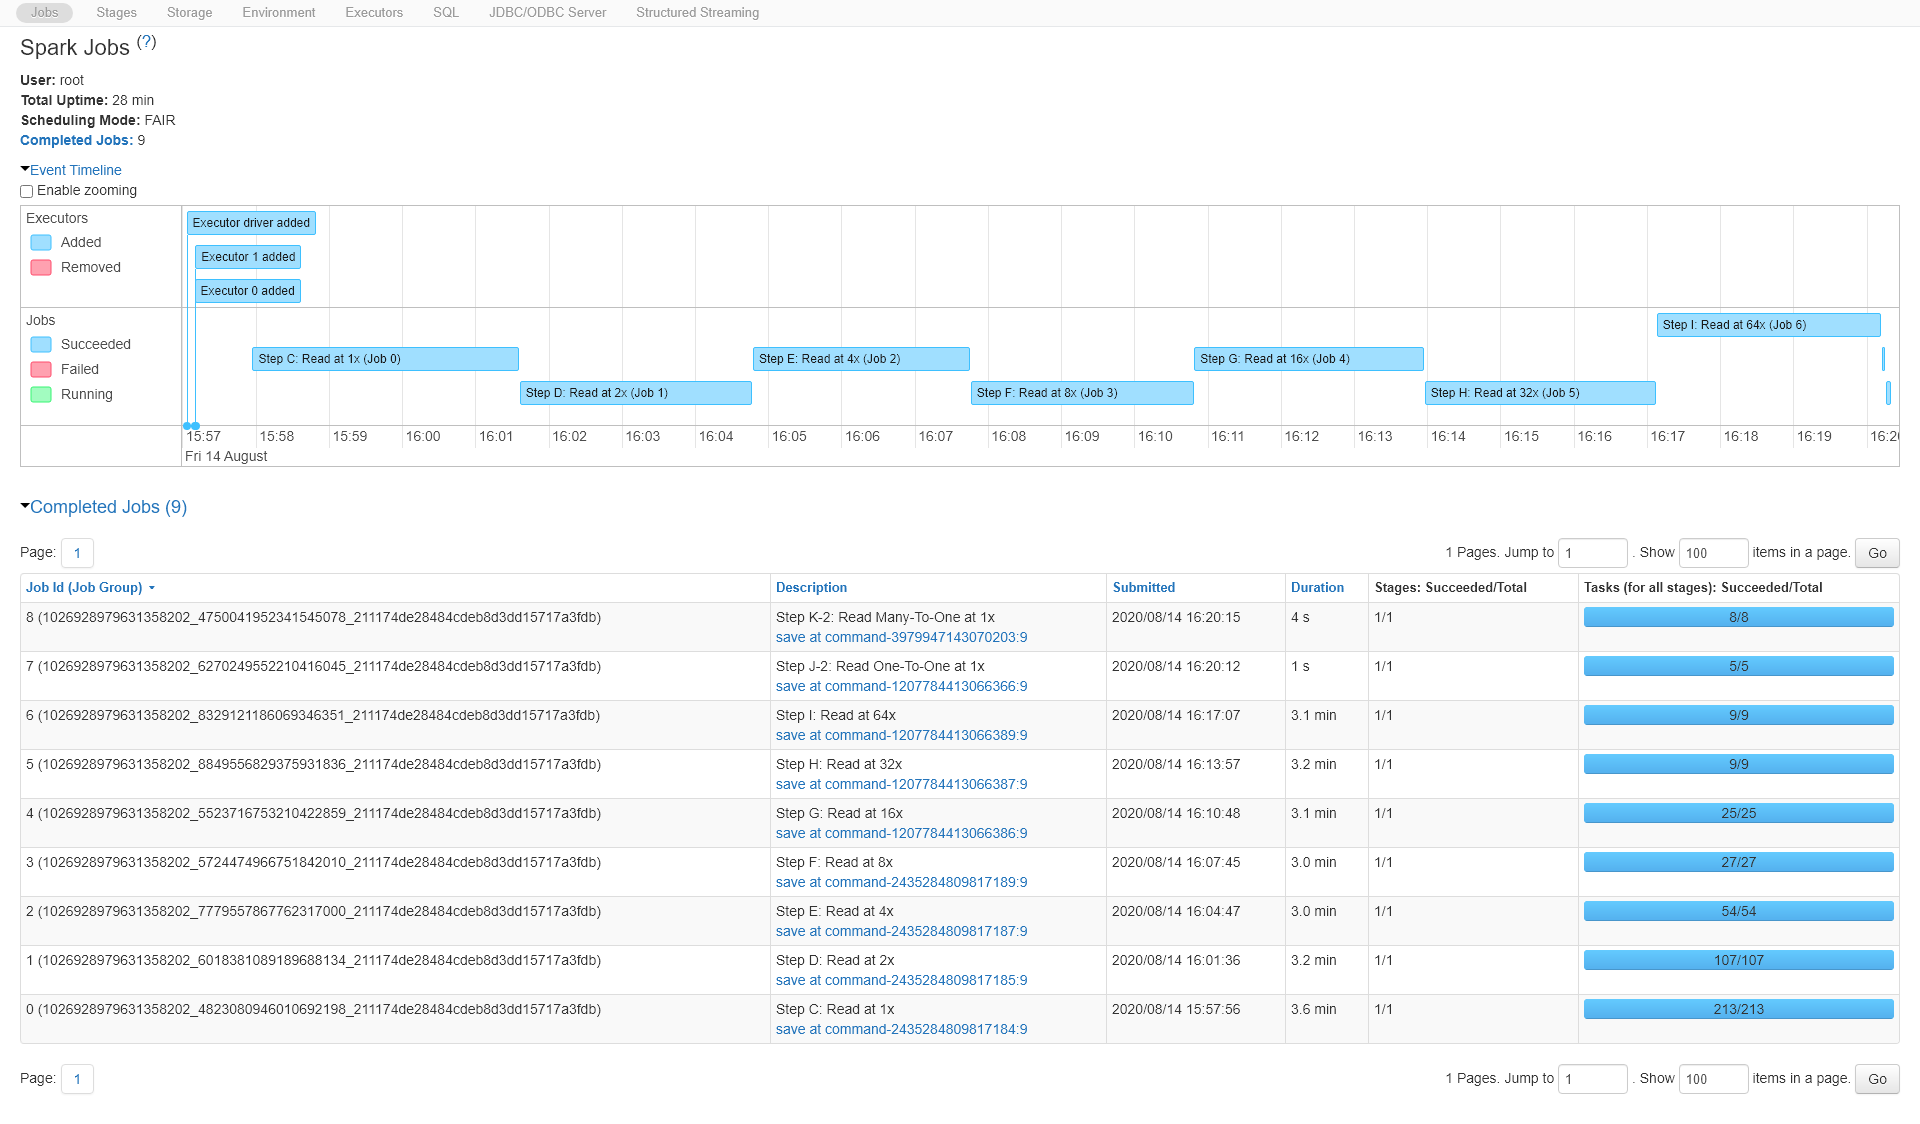 Jobs Stages Storage Environment Executors SQL JDBC/ODBC Server Structured Streaming
Spark Jobs (?)
User: root
Total Uptime: 28 min
Scheduling Mode: FAIR
Completed Jobs: 9
Event Timeline
Enable zooming
Executors
Added
Removed
Executor driver added
Executor 1 added
Executor 0 added
Jobs
Succeeded
Failed
Running
Step I: Read at 64x (Job 6)
Step C: Read at 1x (Job 0) Step E: Read at 4x (Job 2) Step G: Read at 16x (Job 4)
Step D: Read at 2x (Job 1) Step F: Read at 8x (Job 3) Step H: Read at 32x (Job 5)
15:57 15:58 15:59 16:00 16:01 16:02 16:03 16:04 16:05 16:06 16:07 16:08 16:09 16:10 16:11 16:12 16:13 16:14 16:15 16:16 16:17 16:18 16:19 16:20
Fri 14 August
Completed Jobs (9)
Page: 1 1 Pages. Jump to 1 . Show 100 items in a page. Go
Job Id (Job Group) Description Submitted Duration Stages: Succeeded/Total Tasks (for all stages): Succeeded/Total
8 (1026928979631358202_4750041952341545078_211174de28484cdeb8d3dd15717a3fdb) Step K-2: Read Many-To-One at 1x 2020/08/14 16:20:15 4 s 1/1 8/8
save at command-3979947143070203:9
7 (1026928979631358202_6270249552210416045_211174de28484cdeb8d3dd15717a3fdb) Step J-2: Read One-To-One at 1x 2020/08/14 16:20:12 1 s 1/1 5/5
save at command-1207784413066366:9
6 (1026928979631358202_8329121186069346351_211174de28484cdeb8d3dd15717a3fdb) Step I: Read at 64x 2020/08/14 16:17:07 3.1 min 1/1 9/9
save at command-1207784413066389:9
5 (1026928979631358202_8849556829375931836_211174de28484cdeb8d3dd15717a3fdb) Step H: Read at 32x 2020/08/14 16:13:57 3.2 min 1/1 9/9
save at command-1207784413066387:9
4 (1026928979631358202_5523716753210422859_211174de28484cdeb8d3dd15717a3fdb) Step G: Read at 16x 2020/08/14 16:10:48 3.1 min 1/1 25/25
save at command-1207784413066386:9
3 (1026928979631358202_5724474966751842010_211174de28484cdeb8d3dd15717a3fdb) Step F: Read at 8x 2020/08/14 16:07:45 3.0 min 1/1 27/27
save at command-2435284809817189:9
2 (1026928979631358202_7779557867762317000_211174de28484cdeb8d3dd15717a3fdb) Step E: Read at 4x 2020/08/14 16:04:47 3.0 min 1/1 54/54
save at command-2435284809817187:9
1 (1026928979631358202_6018381089189688134_211174de28484cdeb8d3dd15717a3fdb) Step D: Read at 2x 2020/08/14 16:01:36 3.2 min 1/1 107/107
save at command-2435284809817185:9
0 (1026928979631358202_4823080946010692198_211174de28484cdeb8d3dd15717a3fdb) Step C: Read at 1x 2020/08/14 15:57:56 3.6 min 1/1 213/213
save at command-2435284809817184:9
Page: 1 1 Pages. Jump to 1 . Show 100 items in a page. Go